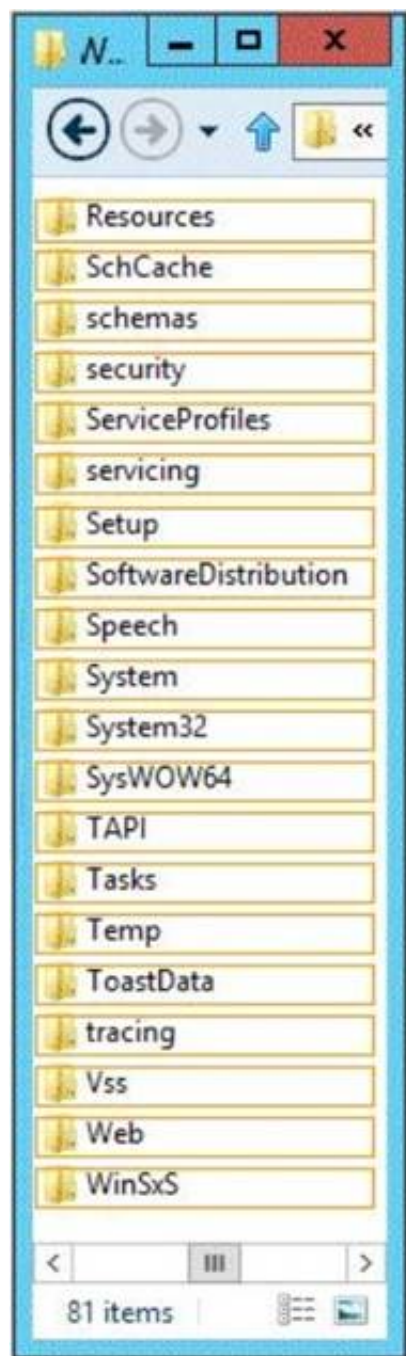 N...
«
Resources
SchCache
schemas
security
ServiceProfiles
servicing
Setup
SoftwareDistribution
Speech
System
System32
SysWOW64
TAPI
Tasks
Temp
ToastData
tracing
Vss
Web
WinSxS
81 items